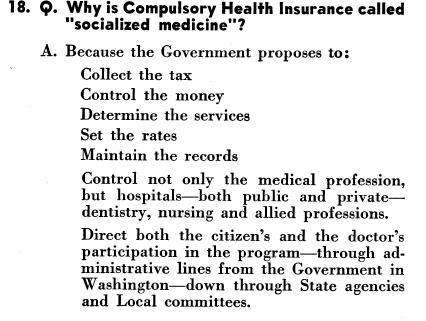 18. Q. Why is Compulsory Health Insurance called
"socialized medicine"?
A. Because the Government proposes to:
Collect the tax
Control the money
Determine the services
Set the rates
Maintain the records
Control not only the medical profession,
but hospitals—both public and private—
dentistry, nursing and allied professions.
Direct both the citizen's and the doctor's
participation in the program—through ad-
ministrative lines from the Government in
Washington—down through State agencies
and Local committees.